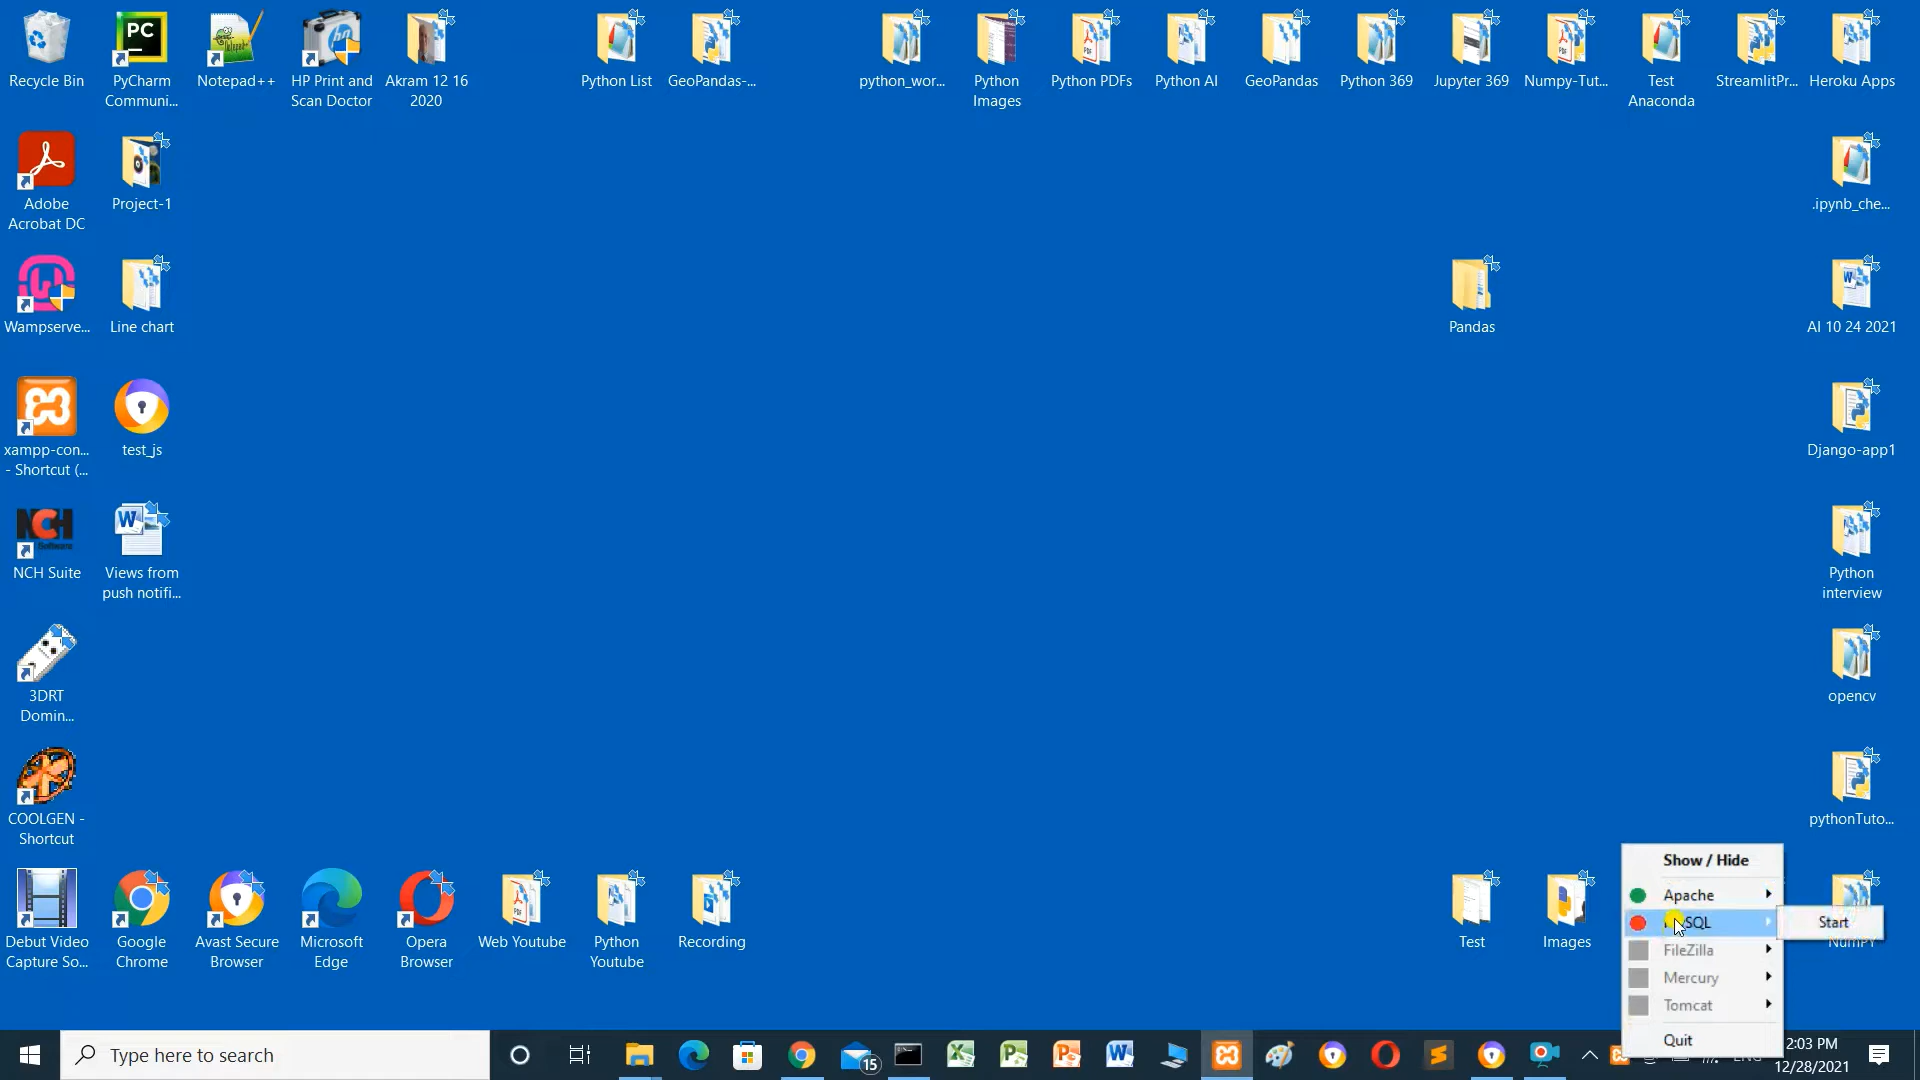 Recycle Bin
PyCharm
Communi...
Notepad++
HP Print and
Scan Doctor
Akram 12 16
2020
Python List
GeoPandas-...
python_wor...
Python
Images
Python PDFs
Python AI
GeoPandas
Python 369
Jupyter 369
Numpy-Tut...
Test
Anaconda
StreamlitPr...
Heroku Apps
Adobe
Acrobat DC
Project-1
.ipynb_che...
Wampserve...
Line chart
Pandas
AI 10 24 2021
xampp-con...
- Shortcut (...
test_js
Django-app1
NCH Suite
Views from
push notifi...
Python
interview
3DRT
Domin...
opencv
COOLGEN -
Shortcut
pythonTuto...
Debut Video
Capture So...
Google
Chrome
Avast Secure
Browser
Microsoft
Edge
Opera
Browser
Web Youtube
Python
Youtube
Recording
Test
Images
NumPy
Show / Hide
Apache
SQL
Start
FileZilla
Mercury
Tomcat
Quit
Type here to search
15
2:03 PM
12/28/2021